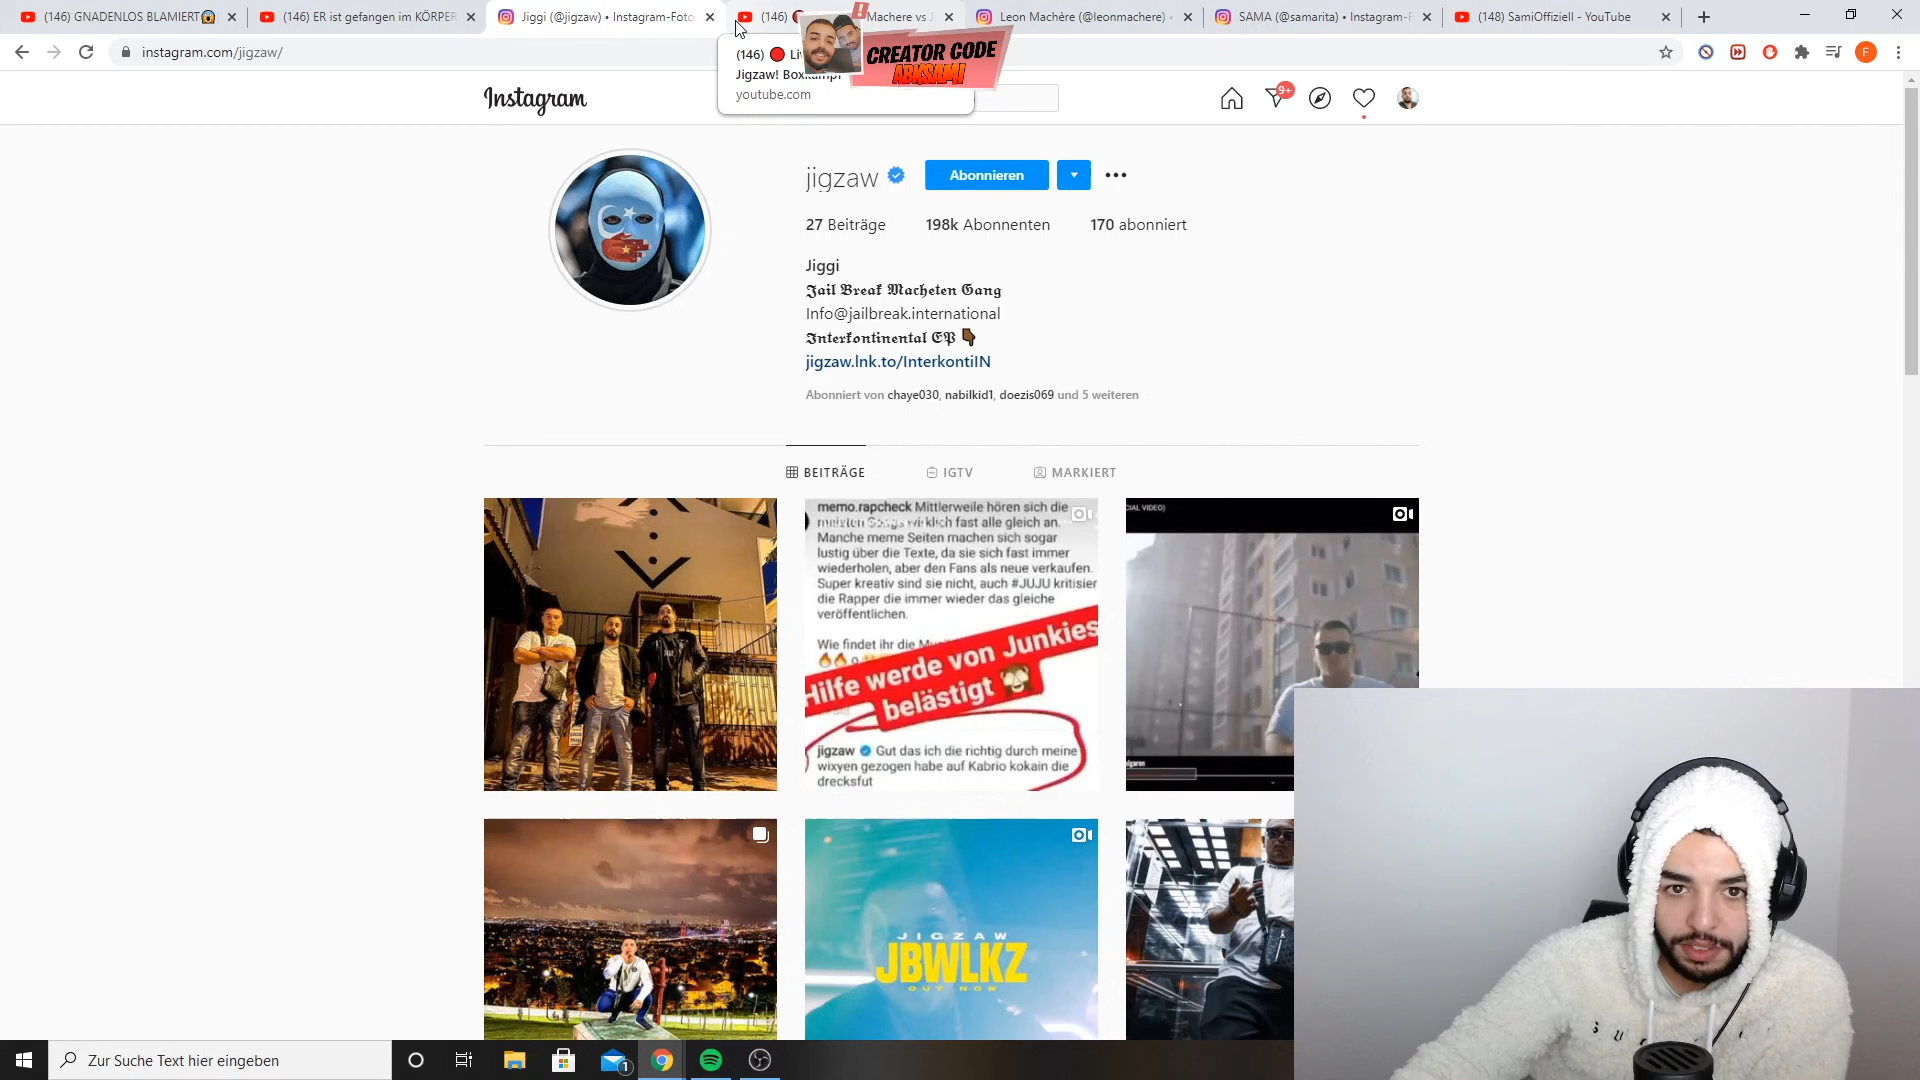 (146) GNADENLOS BLAMIERT😱
(146) ER ist gefangen im KÖRPER
Jiggi (@jigzaw) • Instagram-Foto
(146)
Machere vs J
Leon Machère (@leonmachere) •
SAMA (@samarita) • Instagram-F
(148) SamiOffiziell - YouTube
instagram.com/jigzaw/
(146) 🔴 Li
Jigzaw! Boxkampf
youtube.com
CREATOR CODE
ABKSAMI
Instagram
9+
jigzaw
Abonnieren
27 Beiträge
198k Abonnenten
170 abonniert
Jiggi
𝕵𝖆𝖎𝖑 𝕭𝖗𝖊𝖆𝖐 𝕸𝖆𝖈𝖍𝖊𝖙𝖊𝖓 𝕲𝖆𝖓𝖌
Info@jailbreak.international
𝕴𝖓𝖙𝖊𝖗𝖐𝖔𝖓𝖙𝖎𝖓𝖊𝖓𝖙𝖆𝖑 𝕰𝕻 👇🏿
jigzaw.lnk.to/InterkontiIN
Abonniert von chaye030, nabilkid1, doezis069 und 5 weiteren
BEITRÄGE
IGTV
MARKIERT
memo.rapcheck Mittlerweile hören sich die
fast alle gleich an.
Manche meme Seiten machen sich sogar
lustig über die Texte, da sie sich fast immer
wiederholen, aber den Fans als neue verkaufen.
Super kreativ sind sie nicht, auch #JUJU kritisier
die Rapper die immer wieder das gleiche
veröffentlichen.
Wie findet ihr die
Hilfe werde von Junkies
belästigt 🙈
jigzaw Gut das ich die richtig durch meine
wixyen gezogen habe auf Kabrio kokain die
drecksfut
CIAL VIDEO)
JIGZAW
JBWLKZ
OUT NOW
Zur Suche Text hier eingeben
1